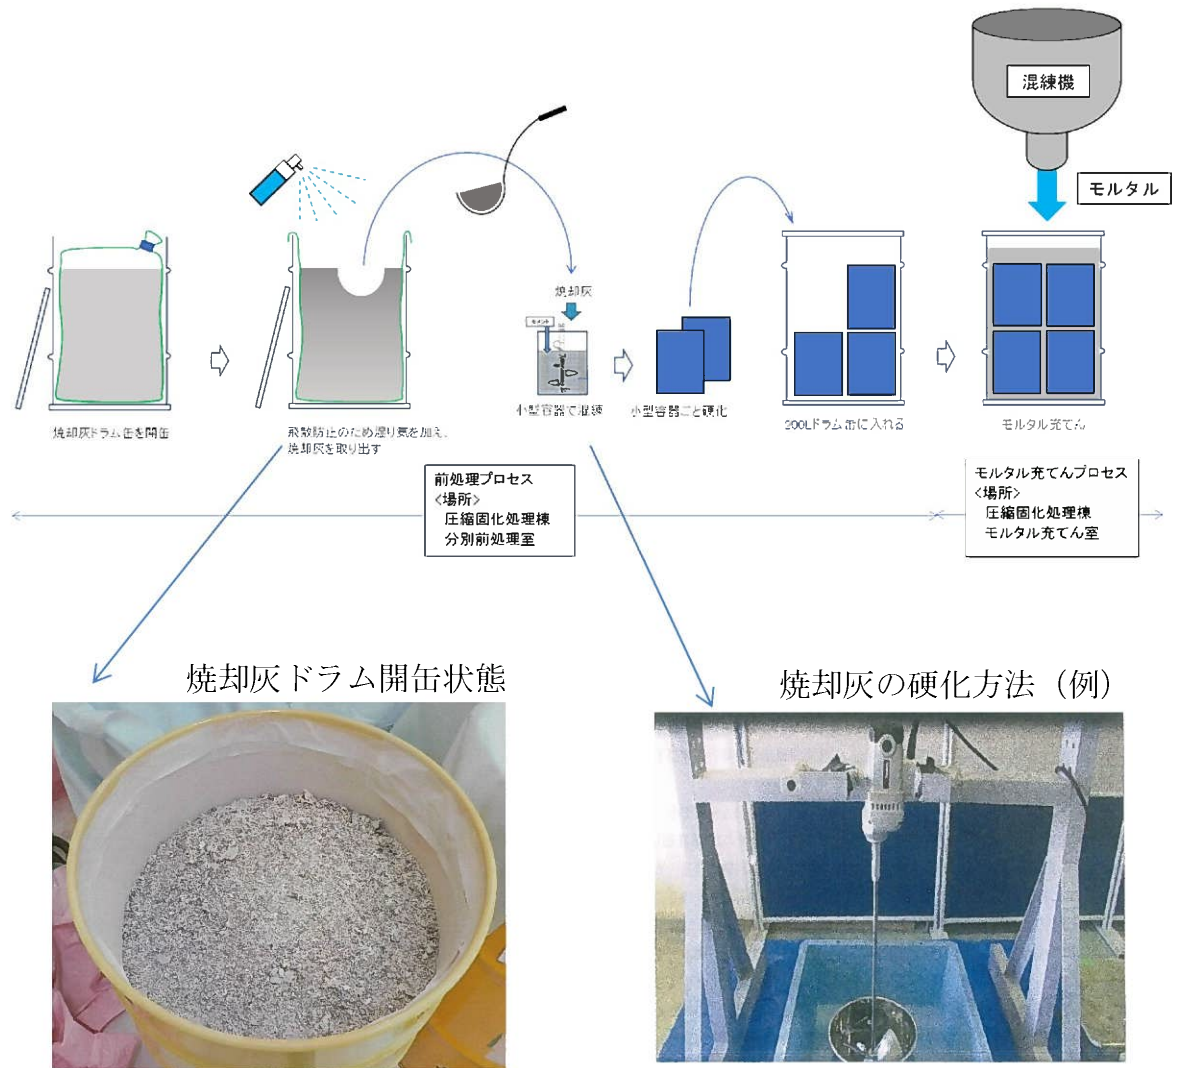 混練機
モルタル
焼却灰
セメント
焼却灰ドラム缶を開缶
飛散防止のため湿り気を加え、
焼却灰を取り出す
小型容器で混練
小型容器ごと硬化
200Lドラム缶に入れる
モルタル充てん
前処理プロセス
<場所>
圧縮固化処理棟
分別前処理室
モルタル充てんプロセス
<場所>
圧縮固化処理棟
モルタル充てん室
焼却灰ドラム開缶状態
焼却灰の硬化方法（例）